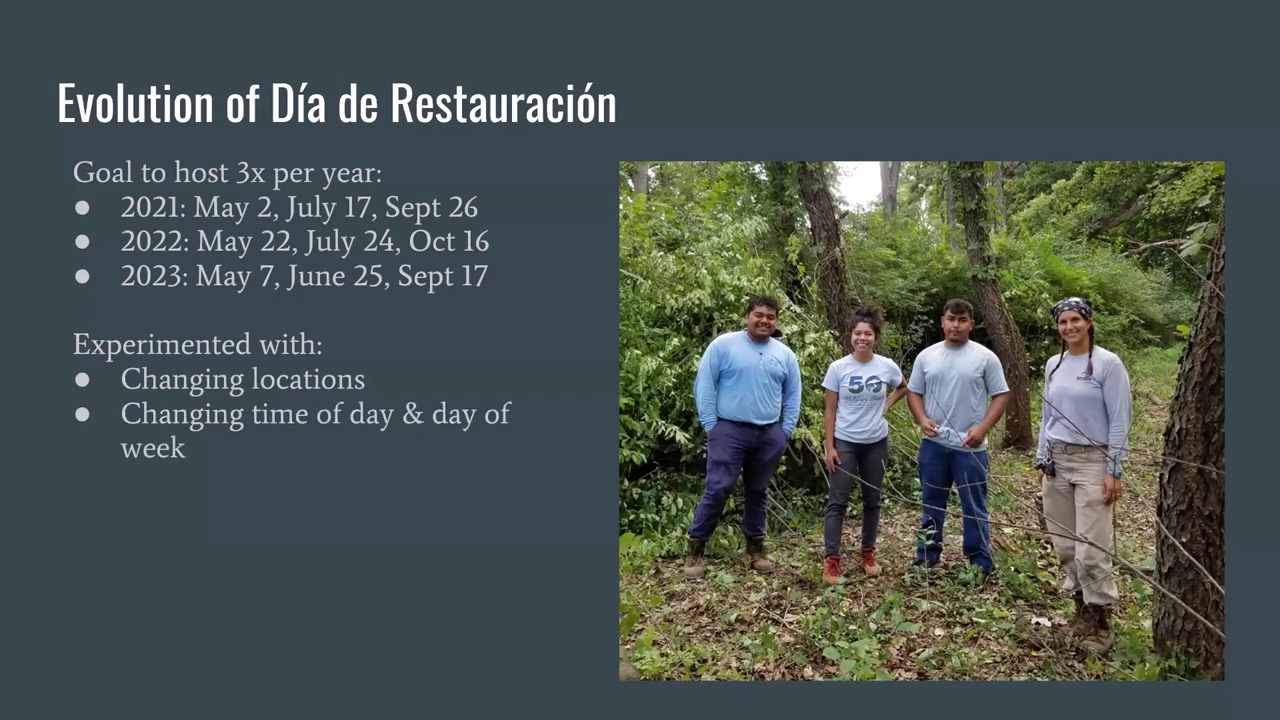 Evolution of Día de Restauración
Goal to host 3x per year:
● 2021: May 2, July 17, Sept 26
● 2022: May 22, July 24, Oct 16
● 2023: May 7, June 25, Sept 17
Experimented with:
● Changing locations
● Changing time of day & day of
week
50